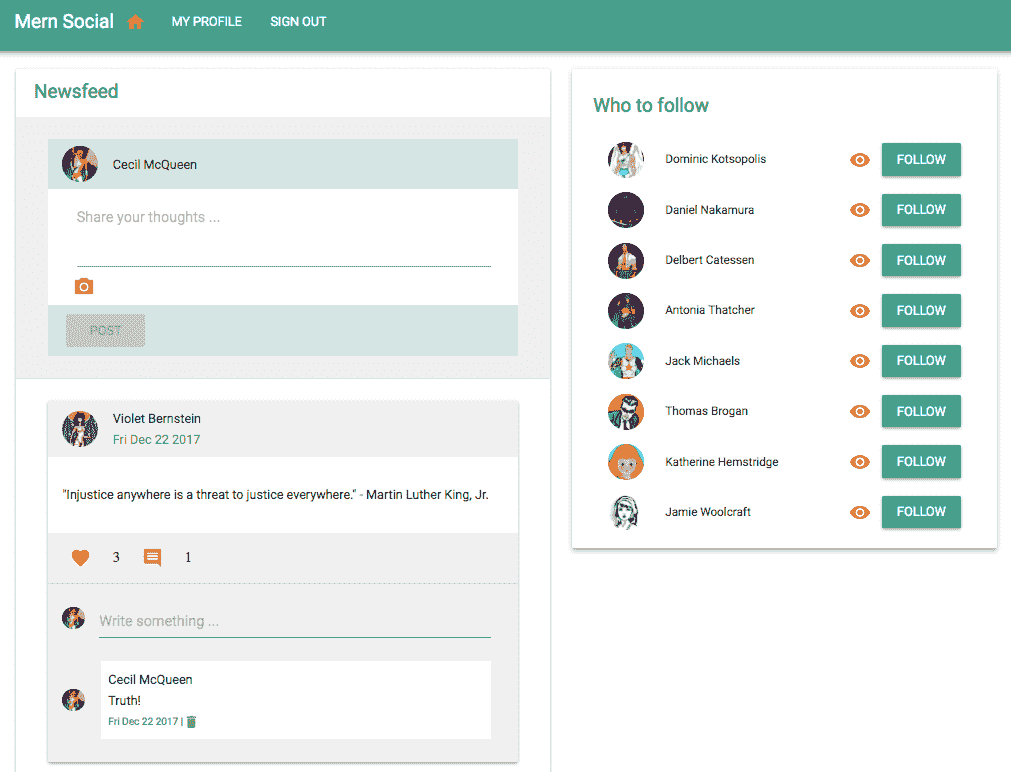 Mern Social MY PROFILE SIGN OUT
Newsfeed
Cecil McQueen
Share your thoughts ...
POST
Violet Bernstein
Fri Dec 22 2017
"Injustice anywhere is a threat to justice everywhere." - Martin Luther King, Jr.
3 1
Write something ...
Cecil McQueen
Truth!
Fri Dec 22 2017 |
Who to follow
Dominic Kotsopolis FOLLOW
Daniel Nakamura FOLLOW
Delbert Catessen FOLLOW
Antonia Thatcher FOLLOW
Jack Michaels FOLLOW
Thomas Brogan FOLLOW
Katherine Hemstridge FOLLOW
Jamie Woolcraft FOLLOW